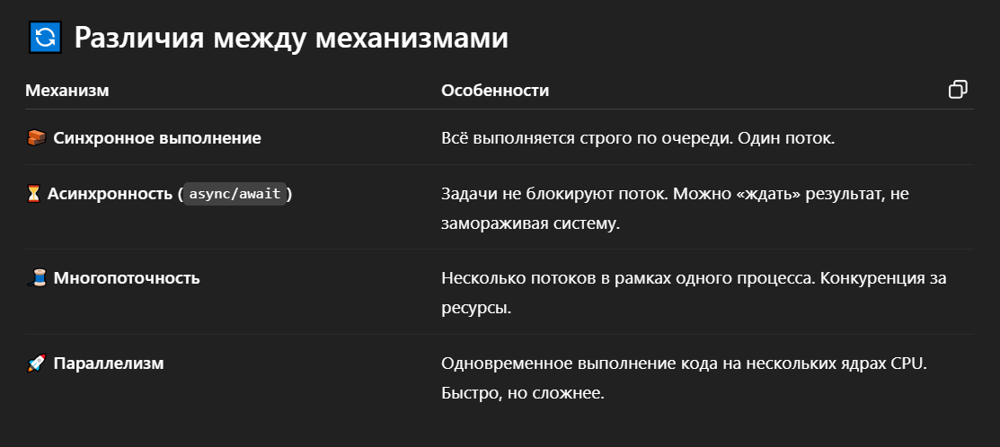 Различия между механизмами
Механизм Особенности
Синхронное выполнение Всё выполняется строго по очереди. Один поток.
Асинхронность (async/await) Задачи не блокируют поток. Можно «ждать» результат, не
замораживая систему.
Многопоточность Несколько потоков в рамках одного процесса. Конкуренция за
ресурсы.
Параллелизм Одновременное выполнение кода на нескольких ядрах CPU.
Быстро, но сложнее.